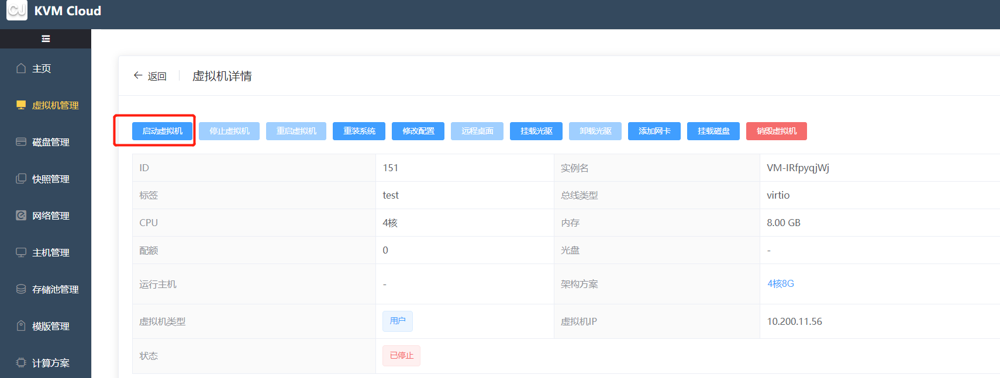 CJ KVM Cloud
主页
虚拟机管理
磁盘管理
快照管理
网络管理
主机管理
存储池管理
模版管理
计算方案
返回 虚拟机详情
启动虚拟机 停止虚拟机 重启虚拟机 重装系统 修改配置 远程桌面 挂载光驱 卸载光驱 添加网卡 挂载磁盘 销毁虚拟机
ID 151 实例名 VM-IRfpyqjWj
标签 test 总线类型 virtio
CPU 4核 内存 8.00 GB
配额 0 光盘 -
运行主机 - 架构方案 4核8G
虚拟机类型 用户 虚拟机IP 10.200.11.56
状态 已停止